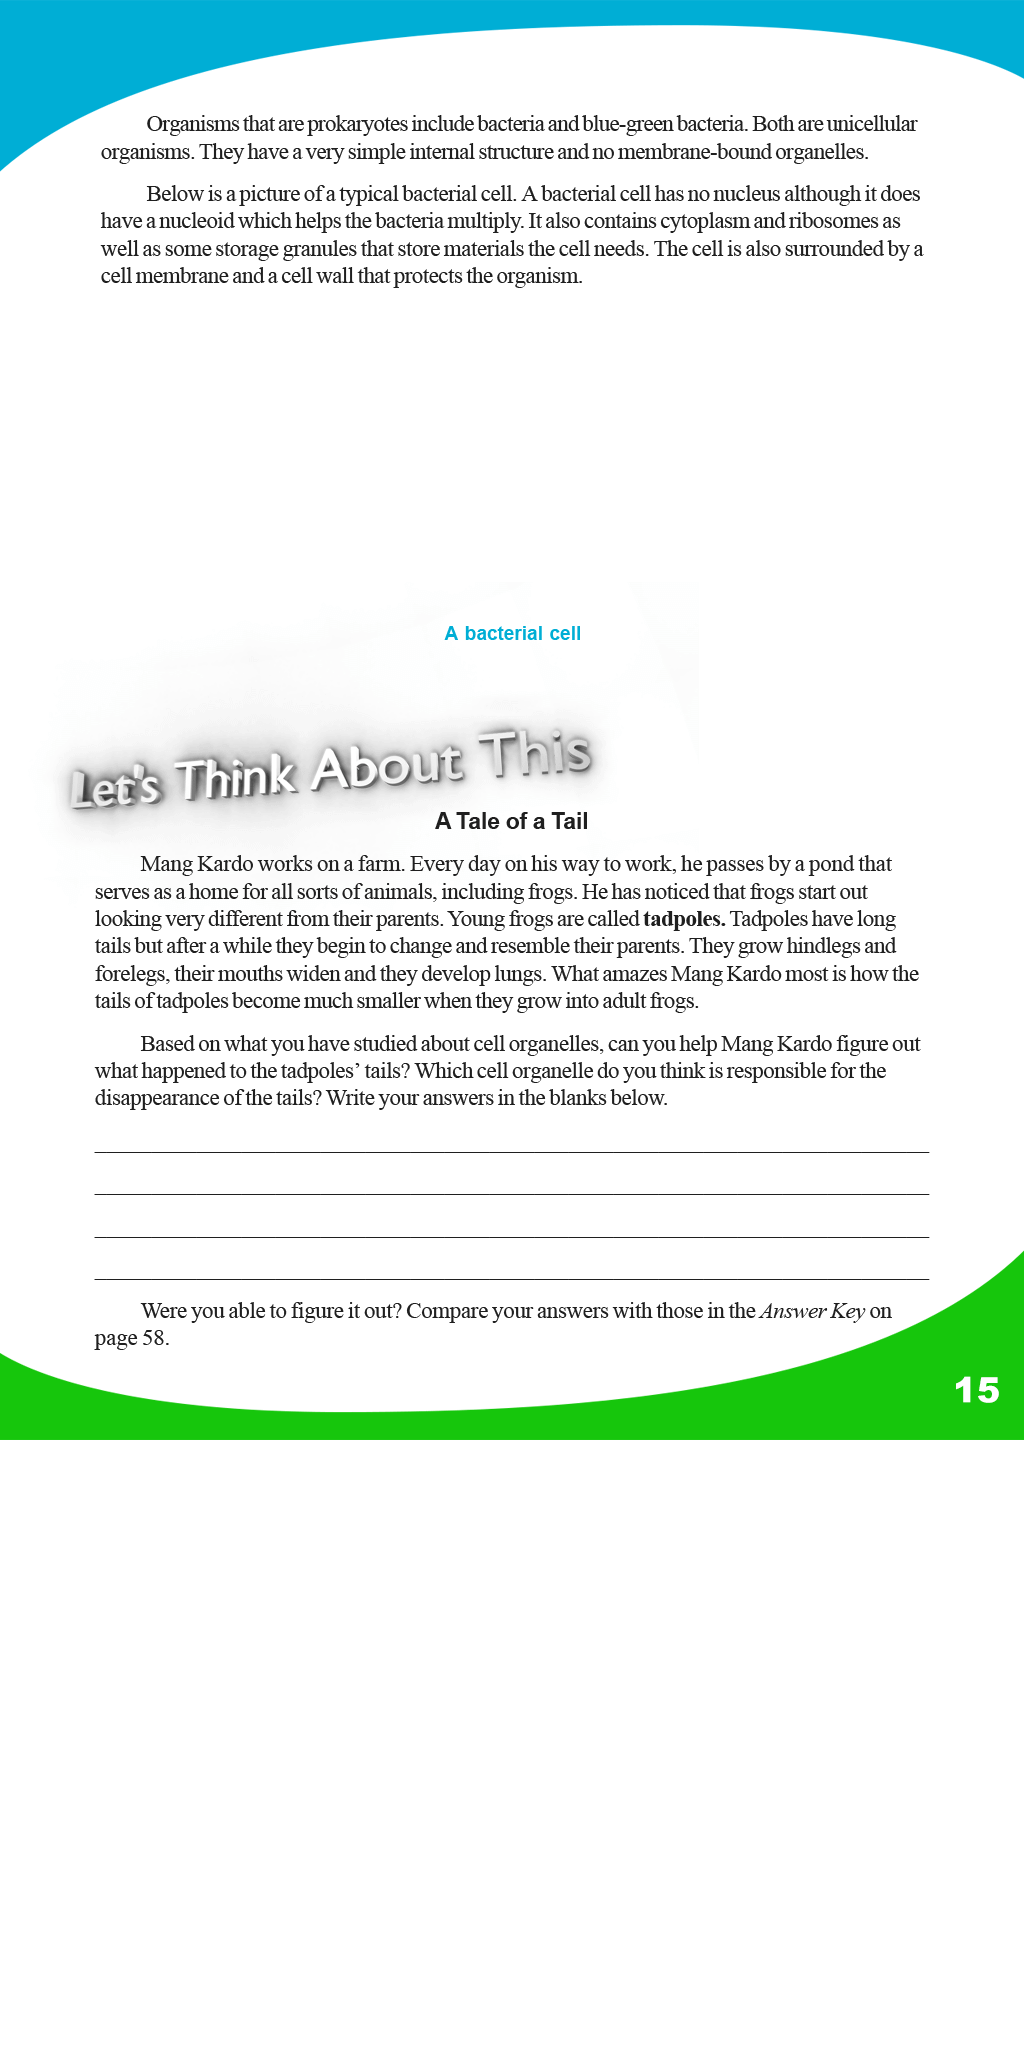 Organisms that are prokaryotes include bacteria and blue-green bacteria. Both are unicellular
organisms. They have a very simple internal structure and no membrane-bound organelles.
Below is a picture of a typical bacterial cell. A bacterial cell has no nucleus although it does
have a nucleoid which helps the bacteria multiply. It also contains cytoplasm and ribosomes as
well as some storage granules that store materials the cell needs. The cell is also surrounded by a
cell membrane and a cell wall that protects the organism.
A bacterial cell
Let's Think About This
A Tale of a Tail
Mang Kardo works on a farm. Every day on his way to work, he passes by a pond that
serves as a home for all sorts of animals, including frogs. He has noticed that frogs start out
looking very different from their parents. Young frogs are called tadpoles. Tadpoles have long
tails but after a while they begin to change and resemble their parents. They grow hindlegs and
forelegs, their mouths widen and they develop lungs. What amazes Mang Kardo most is how the
tails of tadpoles become much smaller when they grow into adult frogs.
Based on what you have studied about cell organelles, can you help Mang Kardo figure out
what happened to the tadpoles’ tails? Which cell organelle do you think is responsible for the
disappearance of the tails? Write your answers in the blanks below.
Were you able to figure it out? Compare your answers with those in the Answer Key on
page 58.
15